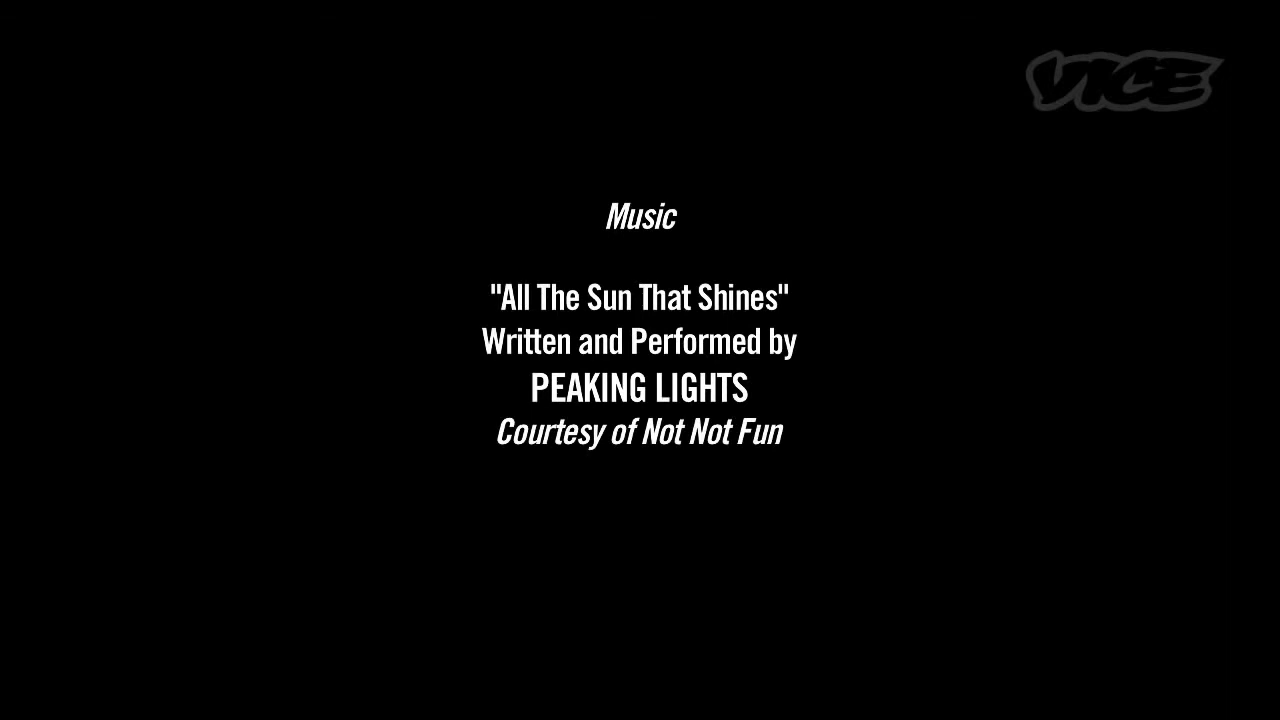 VICE
Music
"All The Sun That Shines"
Written and Performed by
PEAKING LIGHTS
Courtesy of Not Not Fun